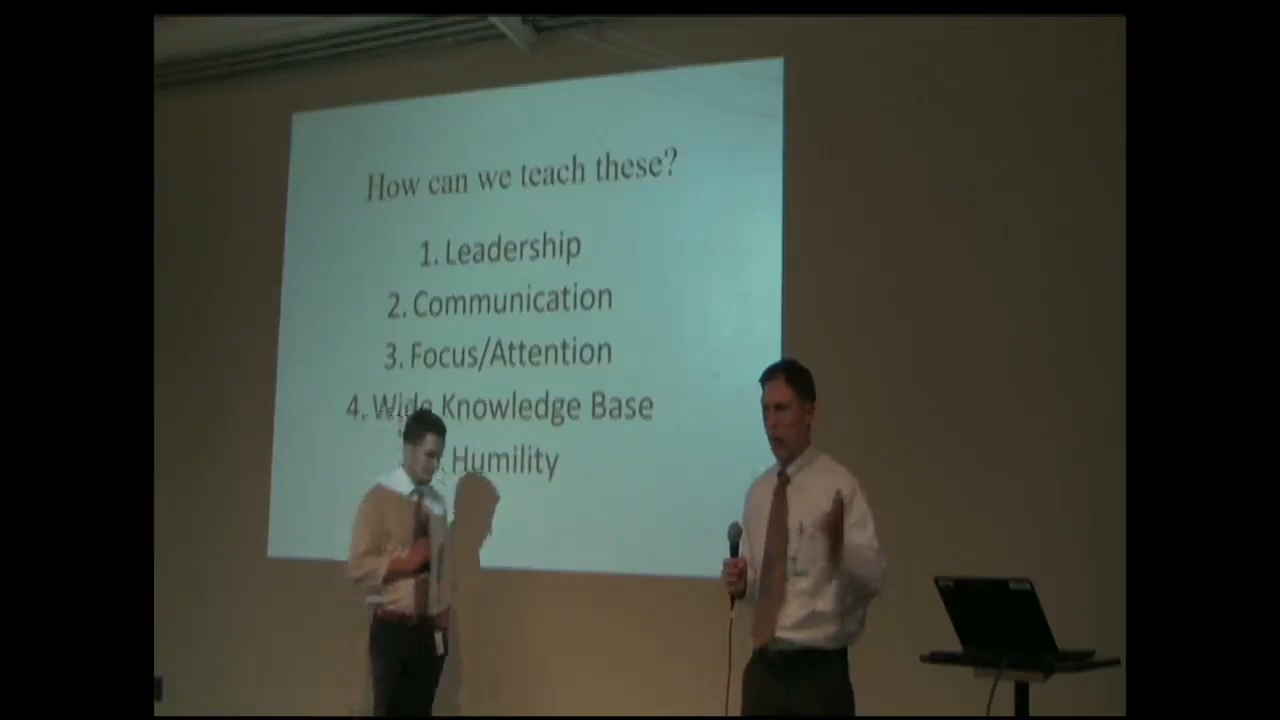 How can we teach these?
1. Leadership
2. Communication
3. Focus/Attention
4. Wide Knowledge Base
Humility